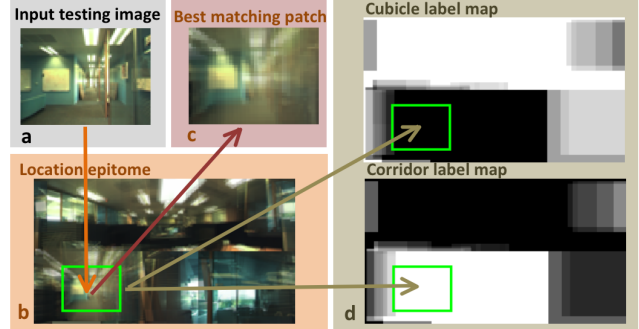 Input testing image
a
Best matching patch
c
Cubicle label map
Location epitome
b
Corridor label map
d